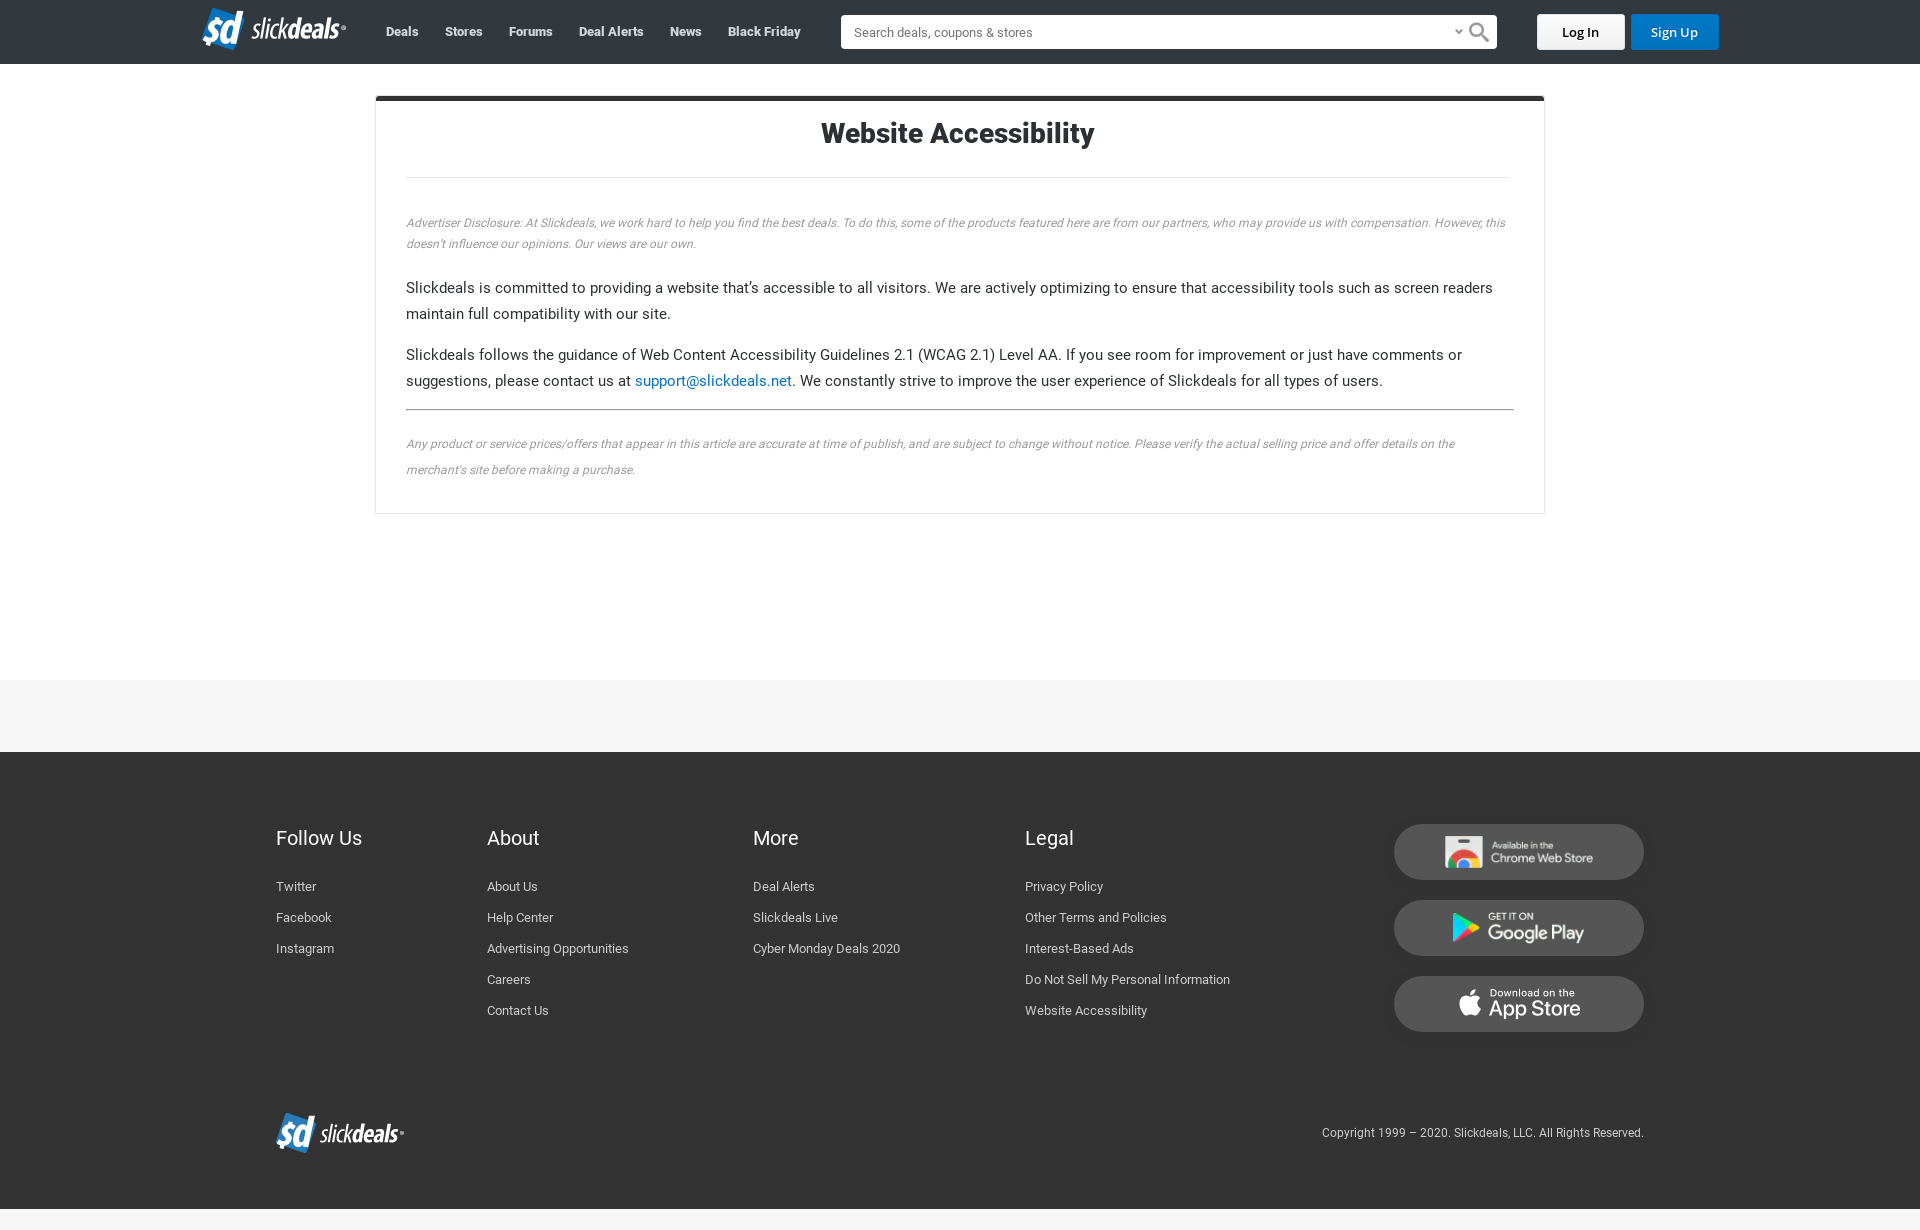 $d slickdeals®
Deals
Stores
Forums
Deal Alerts
News
Black Friday
Search deals, coupons & stores
Log In
Sign Up
Website Accessibility
Advertiser Disclosure: At Slickdeals, we work hard to help you find the best deals. To do this, some of the products featured here are from our partners, who may provide us with compensation. However, this
doesn’t influence our opinions. Our views are our own.
Slickdeals is committed to providing a website that’s accessible to all visitors. We are actively optimizing to ensure that accessibility tools such as screen readers
maintain full compatibility with our site.
Slickdeals follows the guidance of Web Content Accessibility Guidelines 2.1 (WCAG 2.1) Level AA. If you see room for improvement or just have comments or
suggestions, please contact us at support@slickdeals.net. We constantly strive to improve the user experience of Slickdeals for all types of users.
Any product or service prices/offers that appear in this article are accurate at time of publish, and are subject to change without notice. Please verify the actual selling price and offer details on the
merchant's site before making a purchase.
Follow Us
Twitter
Facebook
Instagram
About
About Us
Help Center
Advertising Opportunities
Careers
Contact Us
More
Deal Alerts
Slickdeals Live
Cyber Monday Deals 2020
Legal
Privacy Policy
Other Terms and Policies
Interest-Based Ads
Do Not Sell My Personal Information
Website Accessibility
Available in the
Chrome Web Store
GET IT ON
Google Play
Download on the
App Store
$d slickdeals
Copyright 1999 – 2020. Slickdeals, LLC. All Rights Reserved.